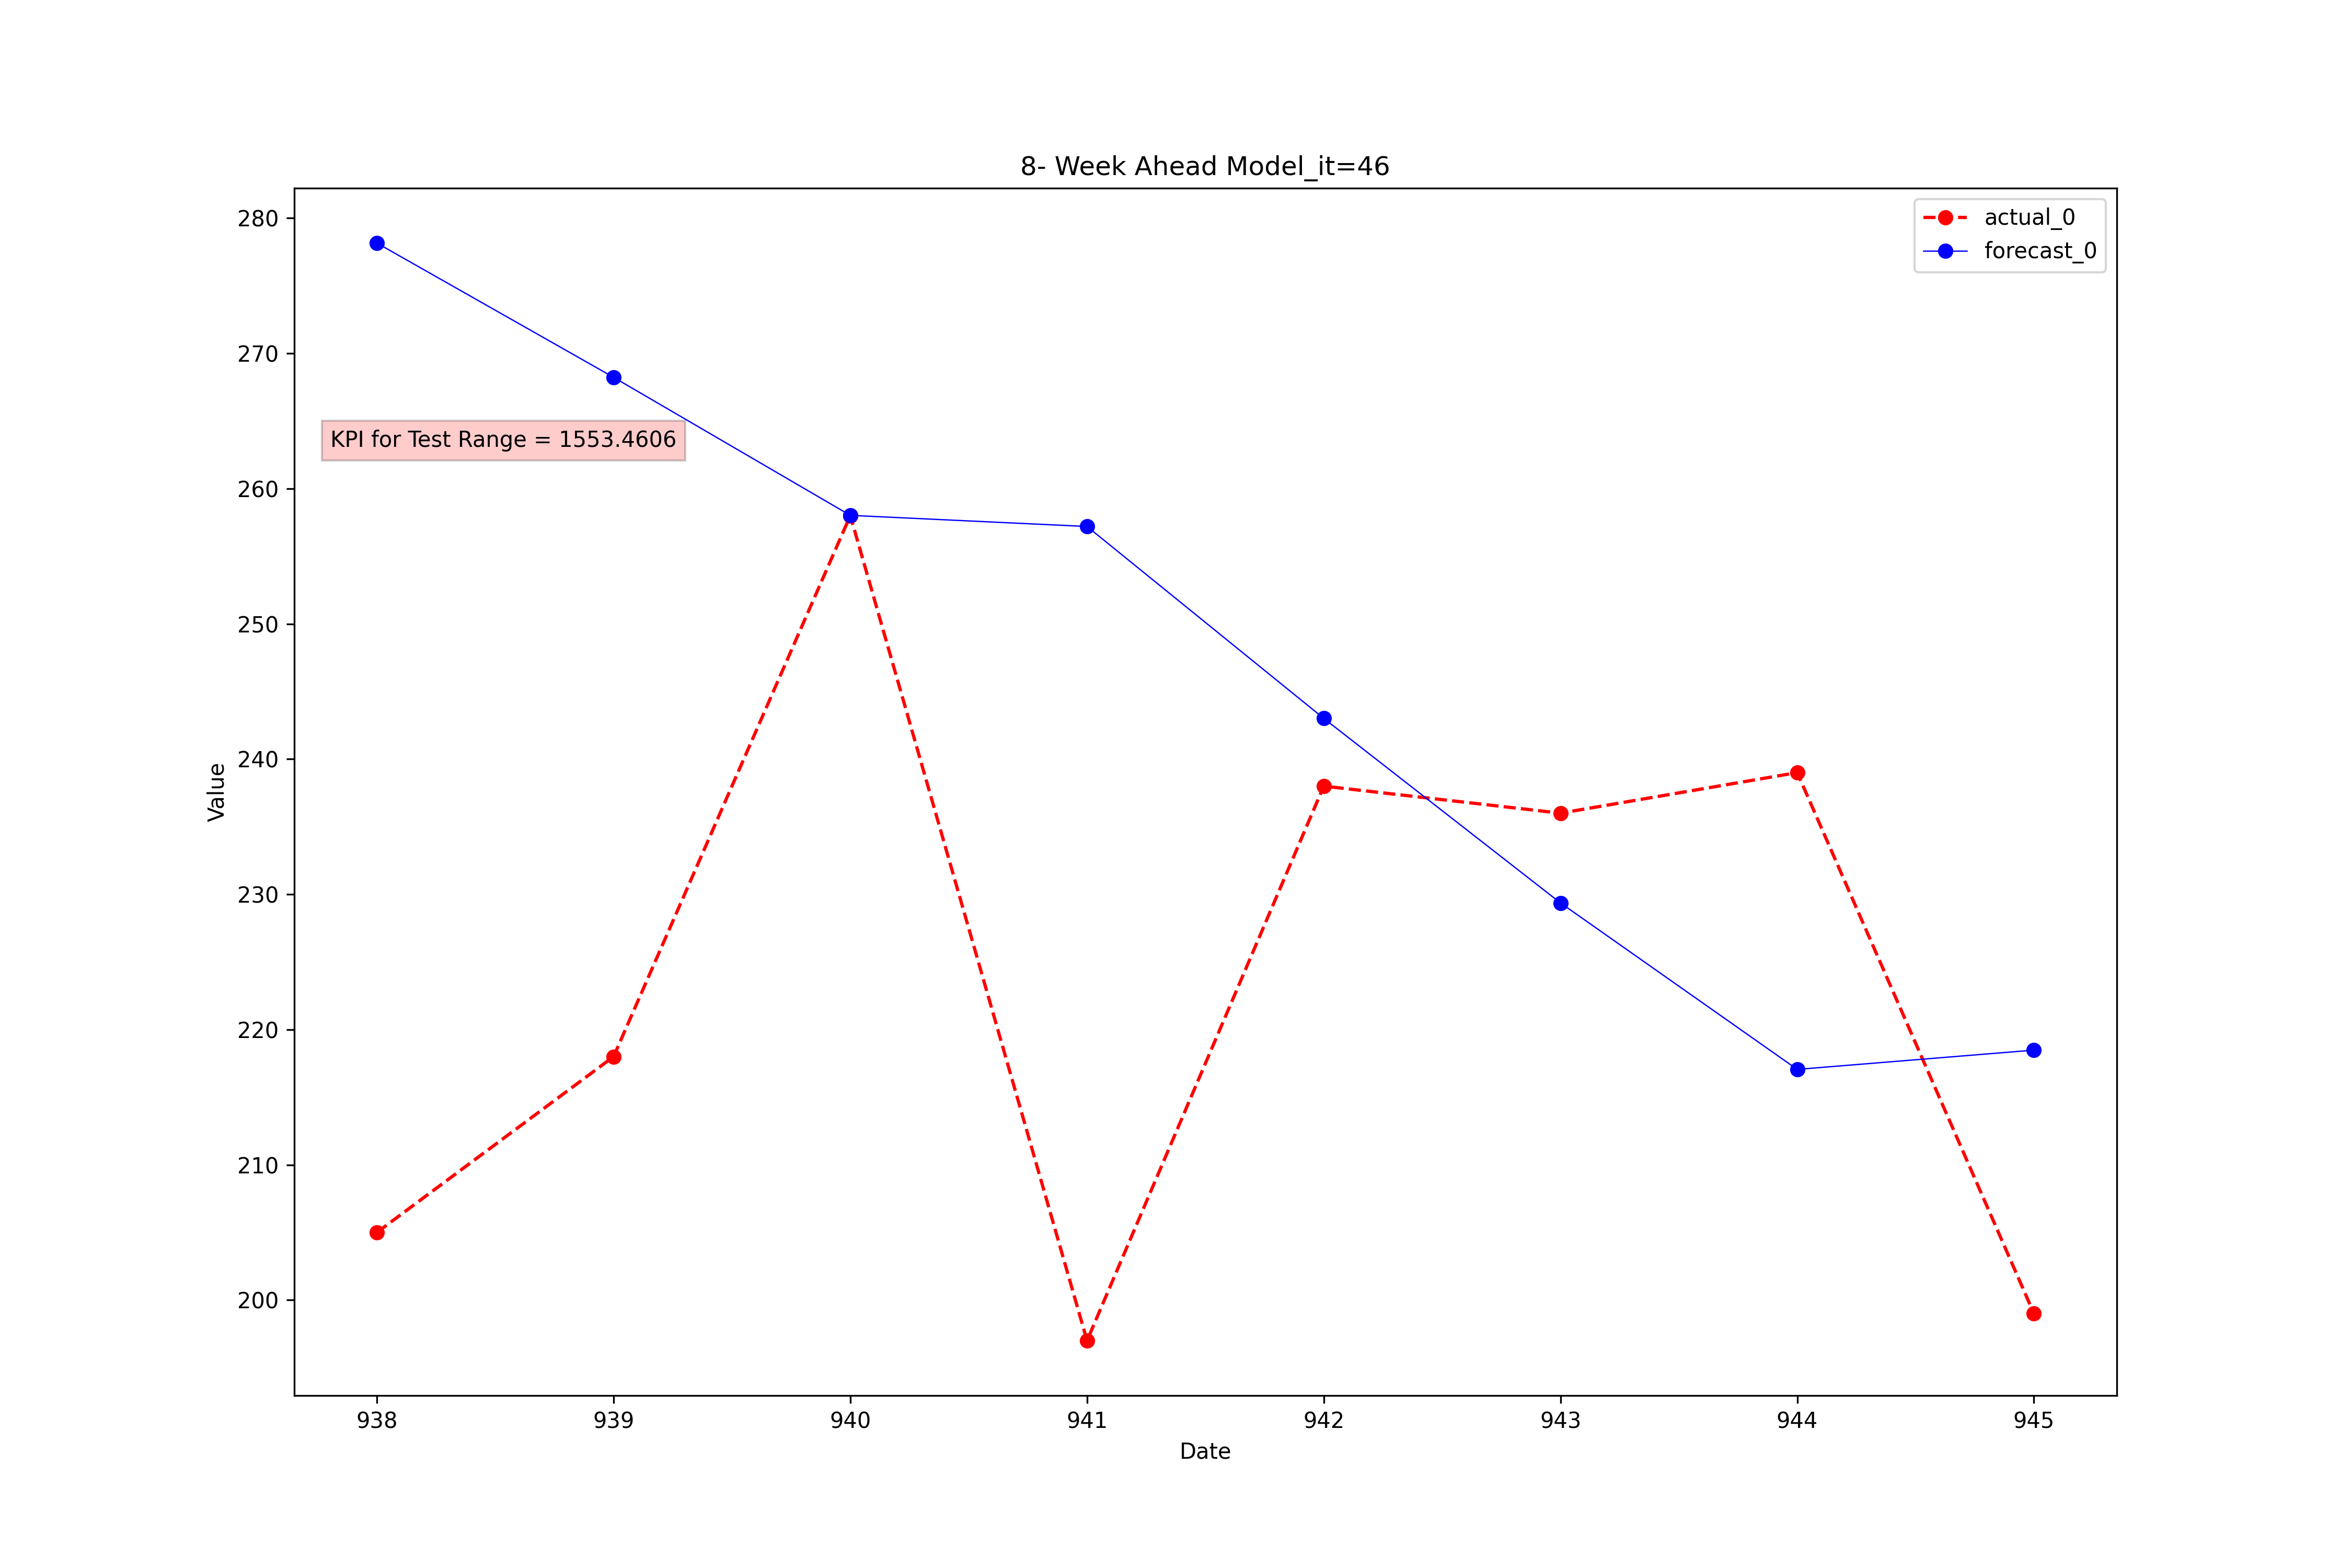 8- Week Ahead Model_it=46
actual_0
forecast_0
KPI for Test Range = 1553.4606
Value
280
270
260
250
240
230
220
210
200
938 939 940 941 942 943 944 945
Date